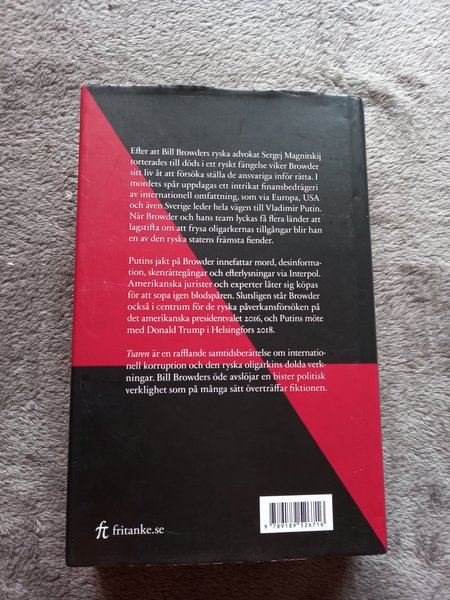 Efter att Bill Browders ryska advokat Sergej Magnitskij
torterades till döds i ett ryskt fängelse viker Browder
sitt liv åt att försöka ställa de ansvariga inför rätta. I
mordets spår uppdagas ett intrikat finansbedrägeri
av internationell omfattning, som via Europa, USA
och även Sverige leder hela vägen till Vladimir Putin.
När Browder och hans team lyckas få flera länder att
lagstifta om att frysa oligarkernas tillgångar blir han
en av den ryska statens främsta fiender.
Putins jakt på Browder innefattar mord, desinforma-
tion, skenrättegångar och efterlysningar via Interpol.
Amerikanska jurister och experter låter sig köpas
för att sopa igen blodspåren. Slutsligen står Browder
också i centrum för de ryska påverkansförsöken på
det amerikanska presidentvalet 2016, och Putins möte
med Donald Trump i Helsingfors 2018.
Tsaren är en rafflande samtidsberättelse om internatio-
nell korruption och den ryska oligarkins dolda verk-
ningar. Bill Browders öde avslöjar en bister politisk
verklighet som på många sätt överträffar fiktionen.
ft fritanke.se
9 789189 526716